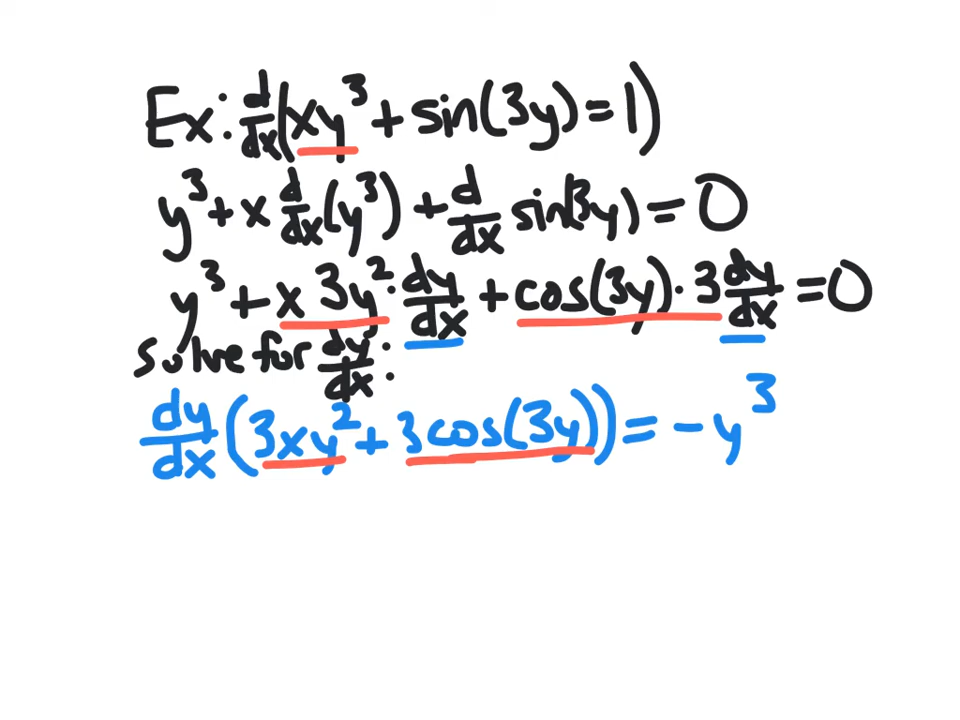 Ex: d/dx(xy³ + sin(3y) = 1)
y³ + x d/dx(y³) + d/dx sin(3y) = 0
y³ + x 3y² · dy/dx + cos(3y) · 3 dy/dx = 0
solve for dy/dx:
dy/dx (3xy² + 3cos(3y)) = -y³